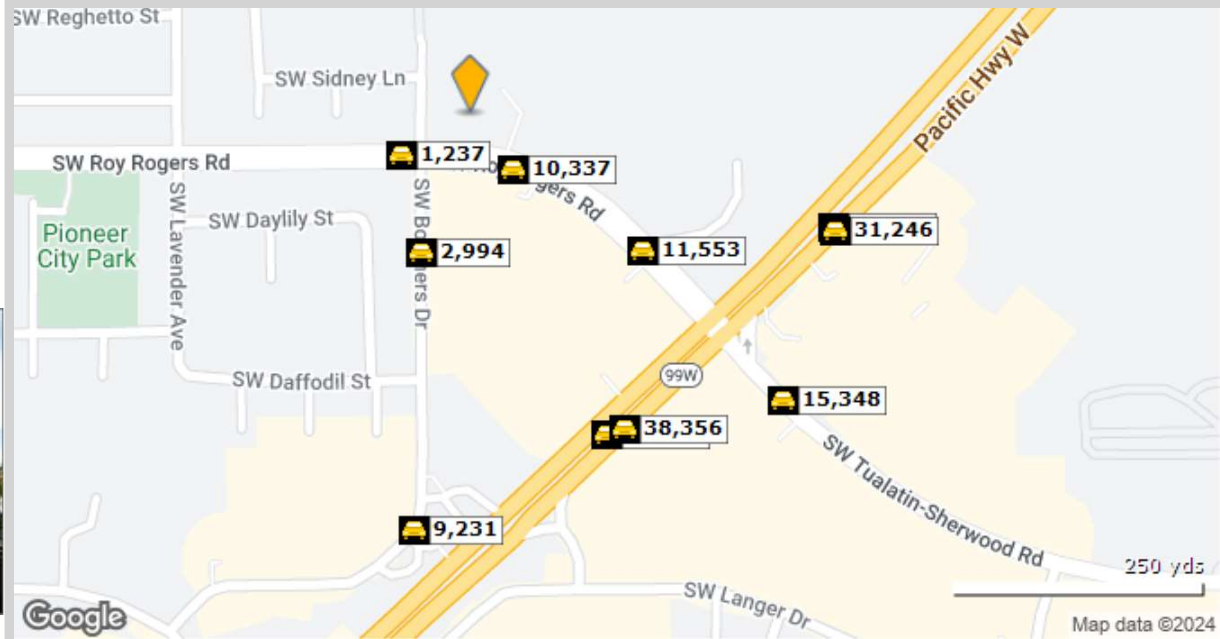 SW Reghetto St
Pacific Hwy W
SW Sidney Ln
1,237
10,337
SW Roy Rogers Rd
gers Rd
SW Lavender Ave
SW Daylily St
31,246
Pioneer
City Park
2,994
11,553
99W
SW Daffodil St
15,348
38,356
SW Tualatin-Sherwood Rd
9,231
250 yds
SW Langer Dr
Google
Map data ©2024